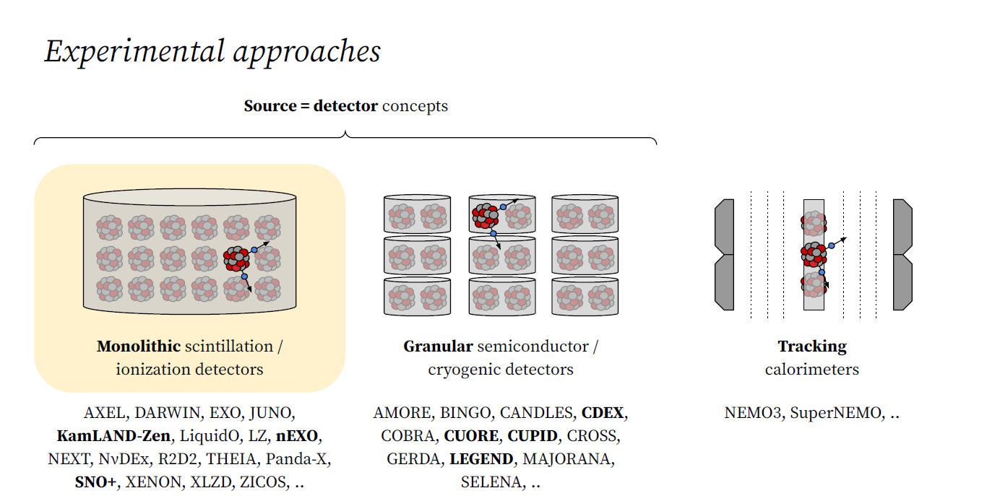 Experimental approaches
Source = detector concepts
Monolithic scintillation /
ionization detectors
AXEL, DARWIN, EXO, JUNO,
KamLAND-Zen, LiquidO, LZ, nEXO,
NEXT, NνDEx, R2D2, THEIA, Panda-X,
SNO+, XENON, XLZD, ZICOS, ..
Granular semiconductor /
cryogenic detectors
AMORE, BINGO, CANDLES, CDEX,
COBRA, CUORE, CUPID, CROSS,
GERDA, LEGEND, MAJORANA,
SELENA, ..
Tracking
calorimeters
NEMO3, SuperNEMO, ..